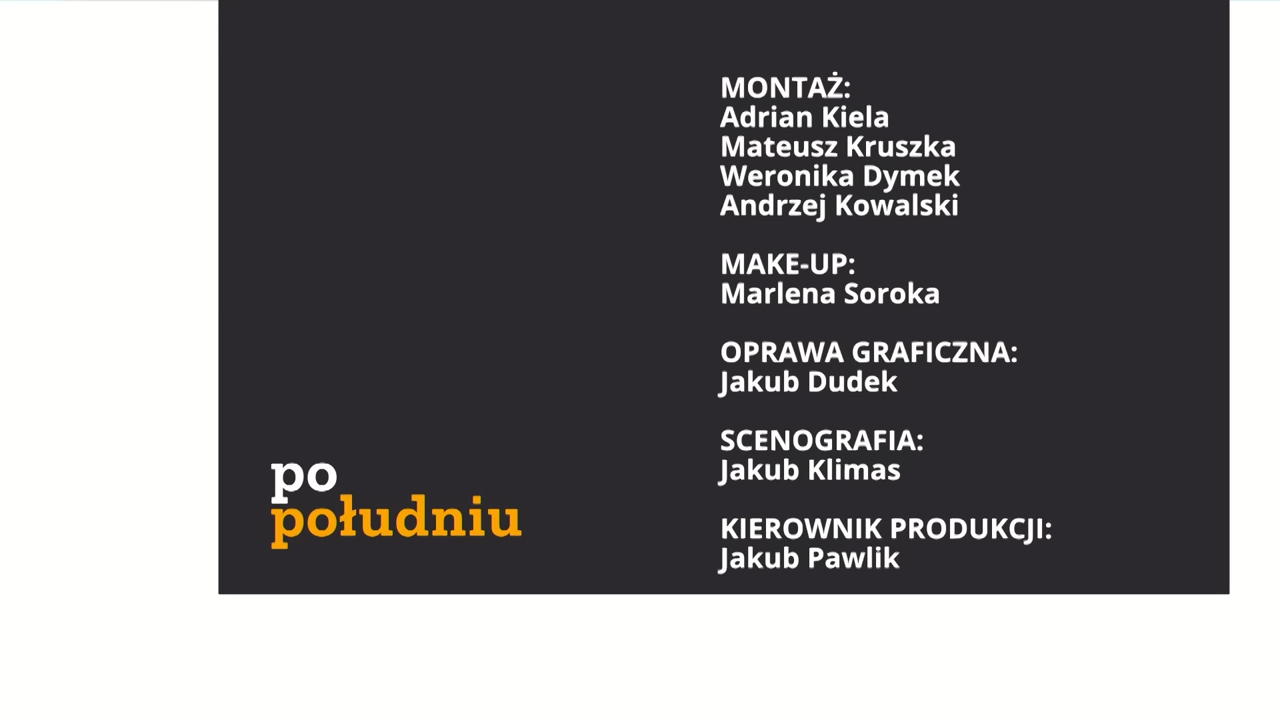 MONTAŻ:
Adrian Kiela
Mateusz Kruszka
Weronika Dymek
Andrzej Kowalski
MAKE-UP:
Marlena Soroka
OPRAWA GRAFICZNA:
Jakub Dudek
SCENOGRAFIA:
Jakub Klimas
KIEROWNIK PRODUKCJI:
Jakub Pawlik
po
południu